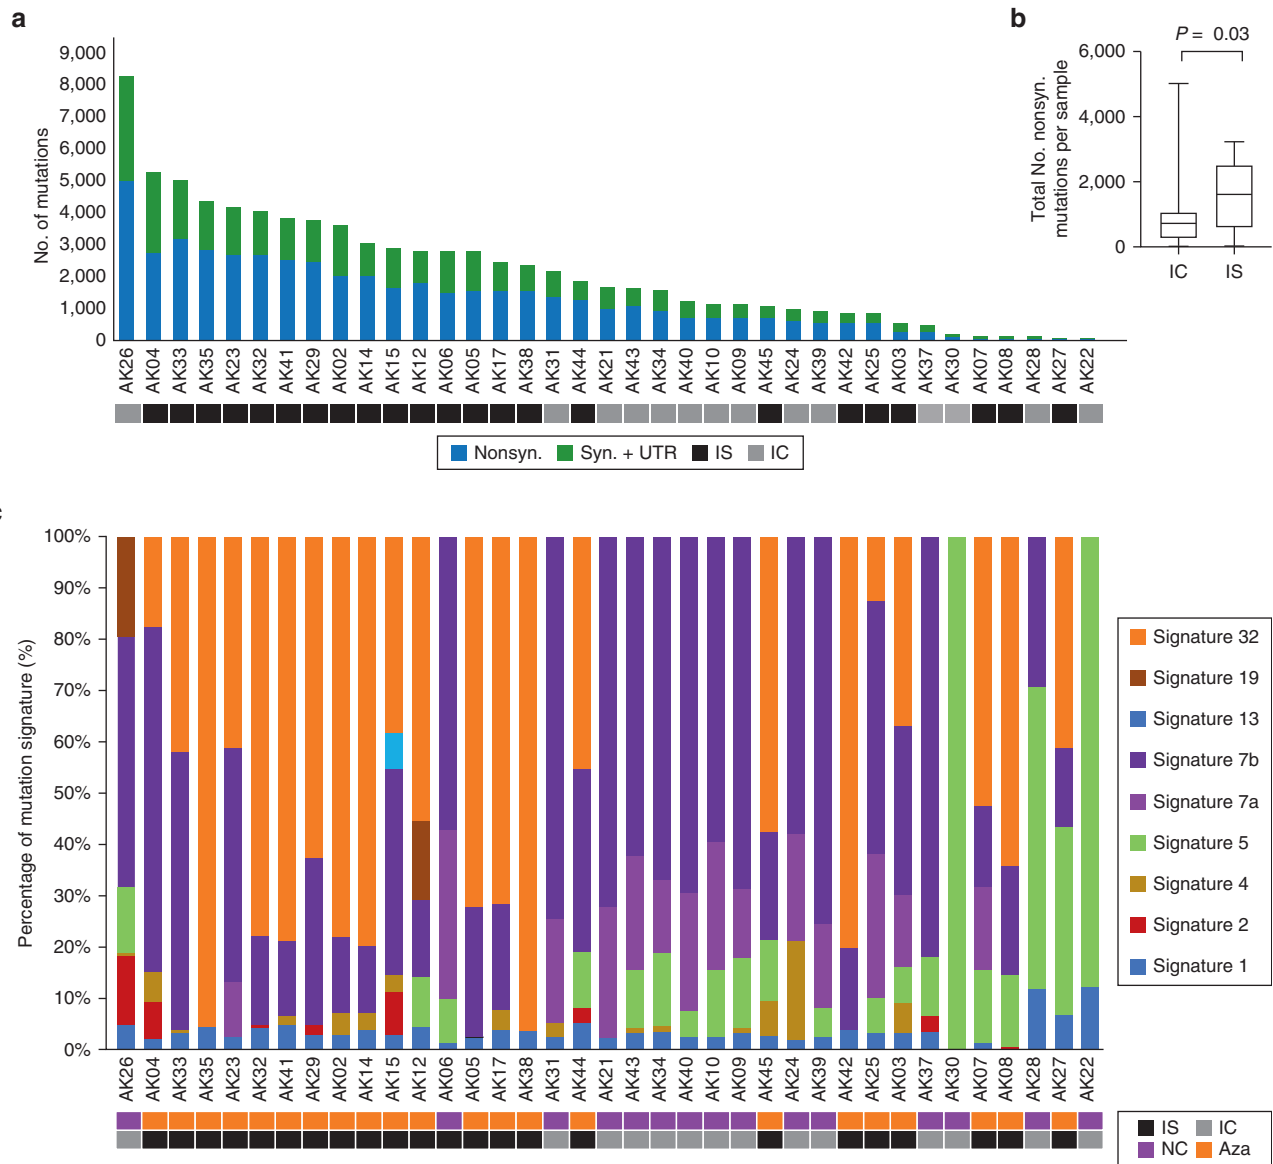 a
9,000
8,000
7,000
6,000
5,000
4,000
3,000
2,000
1,000
0
No. of mutations
AK26 AK04 AK33 AK35 AK23 AK32 AK41 AK29 AK02 AK14 AK15 AK12 AK06 AK05 AK17 AK38 AK31 AK44 AK21 AK43 AK34 AK40 AK10 AK09 AK45 AK24 AK39 AK42 AK25 AK03 AK37 AK30 AK07 AK08 AK28 AK27 AK22
Nonsyn. Syn. + UTR IS IC
b
P = 0.03
6,000
4,000
2,000
0
Total No. nonsyn.
mutations per sample
IC IS
100%
90%
80%
70%
60%
50%
40%
30%
20%
10%
0%
Percentage of mutation signature (%)
AK26 AK04 AK33 AK35 AK23 AK32 AK41 AK29 AK02 AK14 AK15 AK12 AK06 AK05 AK17 AK38 AK31 AK44 AK21 AK43 AK34 AK40 AK10 AK09 AK45 AK24 AK39 AK42 AK25 AK03 AK37 AK30 AK07 AK08 AK28 AK27 AK22
Signature 32
Signature 19
Signature 13
Signature 7b
Signature 7a
Signature 5
Signature 4
Signature 2
Signature 1
IS IC
NC Aza